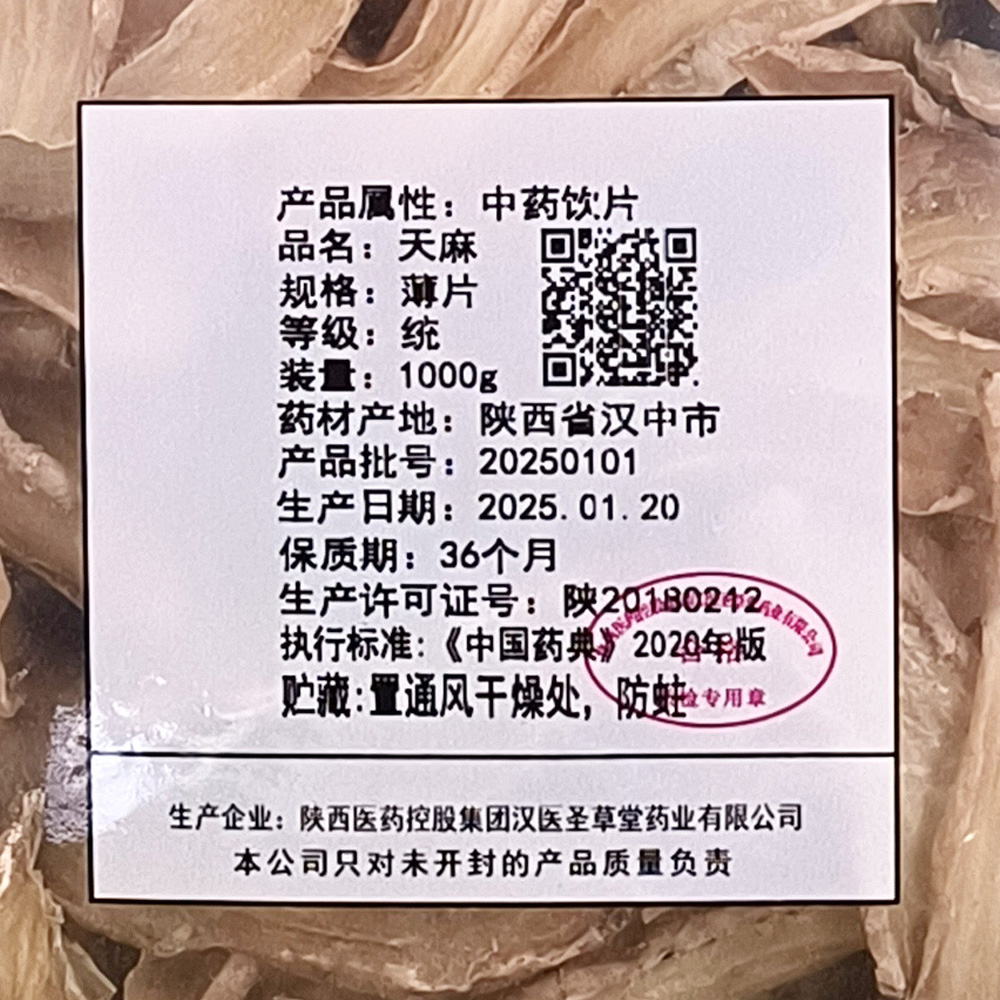 产品属性：中药饮片
品名：天麻
规格：薄片
等级：统
装量：1000g
药材产地：陕西省汉中市
产品批号：20250101
生产日期：2025.01.20
保质期：36个月
生产许可证号：陕20180212
执行标准：《中国药典》2020年版
贮藏：置通风干燥处，防蛀
专用章
生产企业：陕西医药控股集团汉医圣草堂药业有限公司
本公司只对未开封的产品质量负责